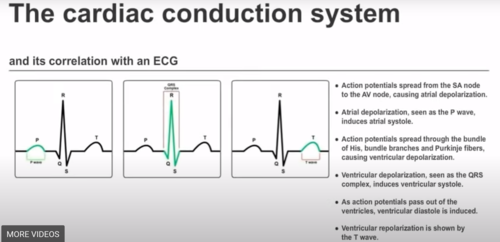 The cardiac conduction system
and its correlation with an ECG
R
P
T
Q
S
P wave
QRS
Complex
R
P
T
Q
S
R
P
T
Q
S
T wave
• Action potentials spread from the SA node
to the AV node, causing atrial depolarization.
• Atrial depolarization, seen as the P wave,
induces atrial systole.
• Action potentials spread through the bundle
of His, bundle branches and Purkinje fibers,
causing ventricular depolarization.
• Ventricular depolarization, seen as the QRS
complex, induces ventricular systole.
• As action potentials pass out of the
ventricles, ventricular diastole is induced.
• Ventricular repolarization is shown by
the T wave.
MORE VIDEOS